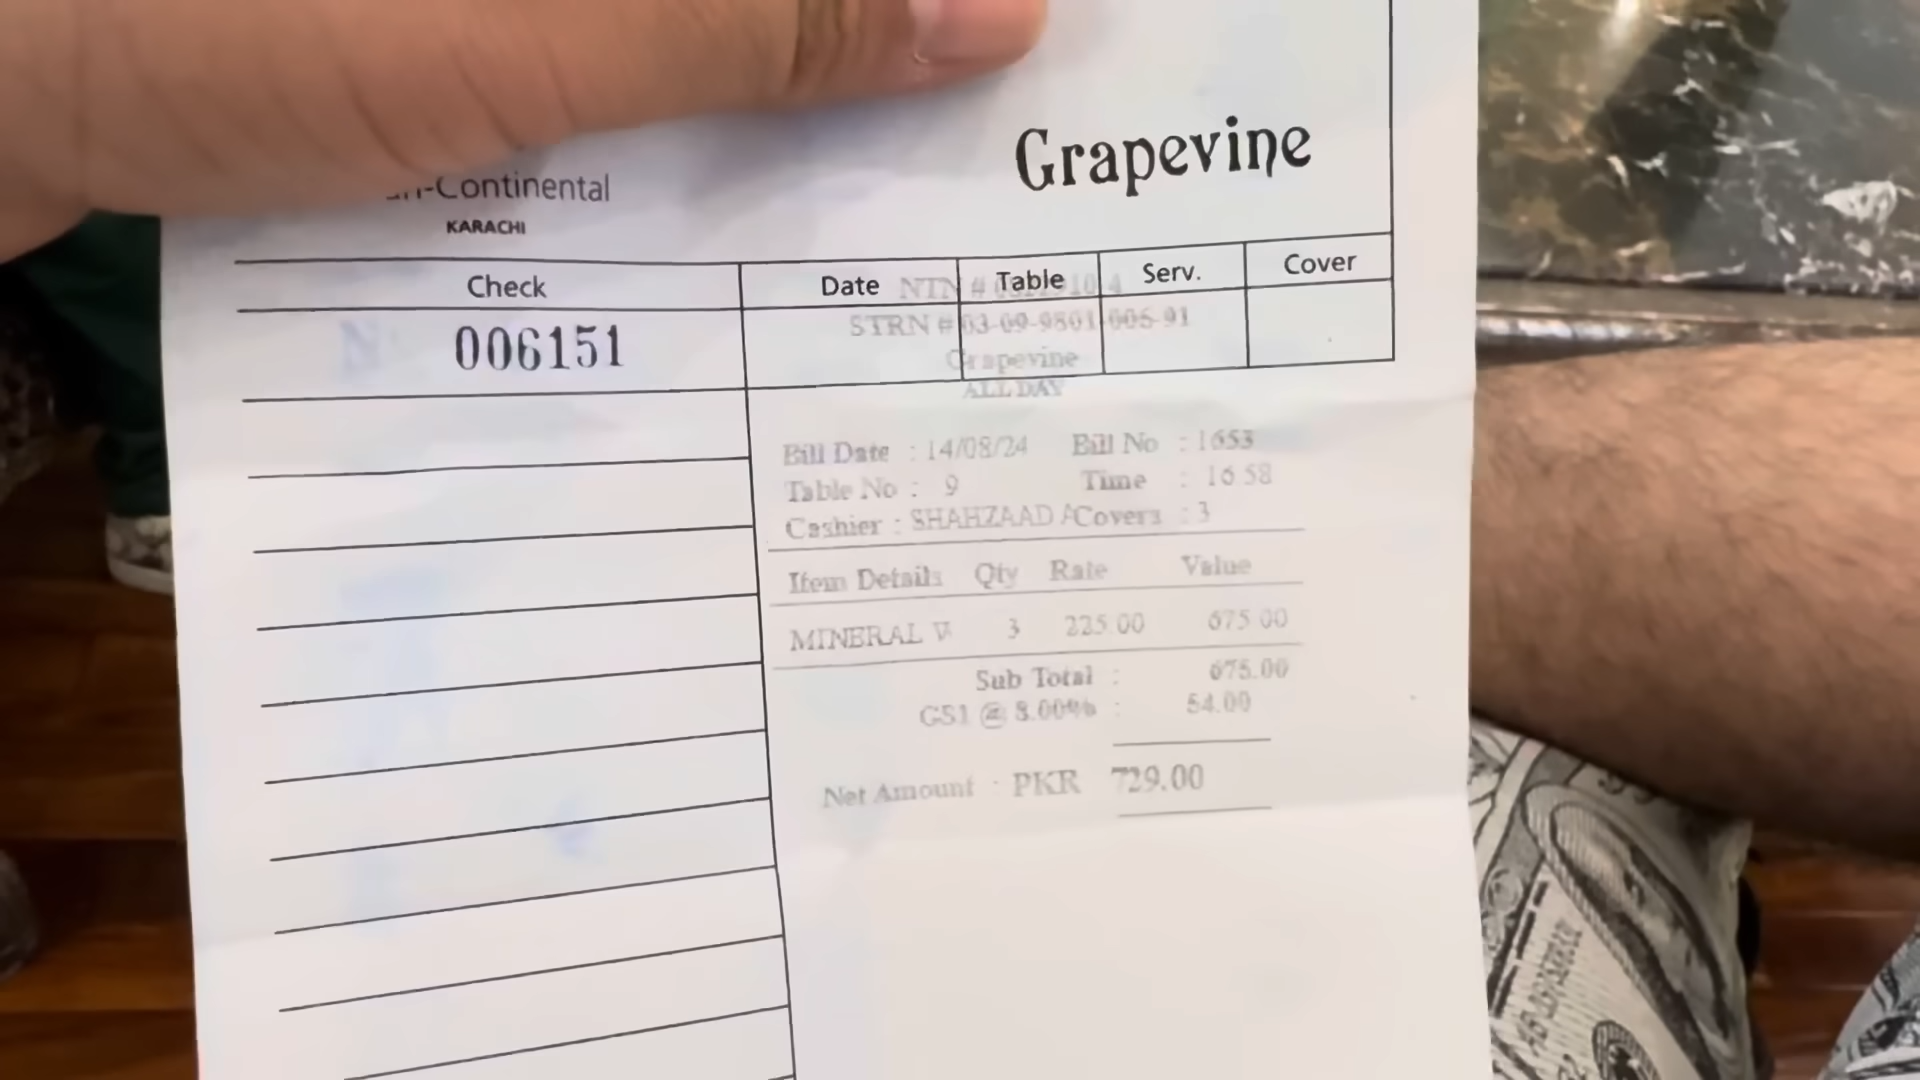 Grapevine
-Continental
KARACHI
Check Date Table Serv. Cover
006151
NTN #
STRN # 03-09-9801-006-91
Grapevine
ALL DAY
Bill Date : 14/08/24 Bill No : 1653
Table No : 9 Time : 16 58
Cashier : SHAHZAAD A Covers : 3
Item Details Qty Rate Value
MINERAL W 3 225.00 675.00
Sub Total : 675.00
GST @ 8.00% : 54.00
Net Amount : PKR 729.00